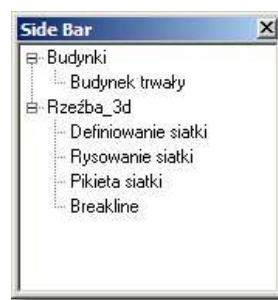 Side Bar
Budynki
Budynek trwały
Rzeźba_3d
Definiowanie siatki
Rysowanie siatki
Pikieta siatki
Breakline